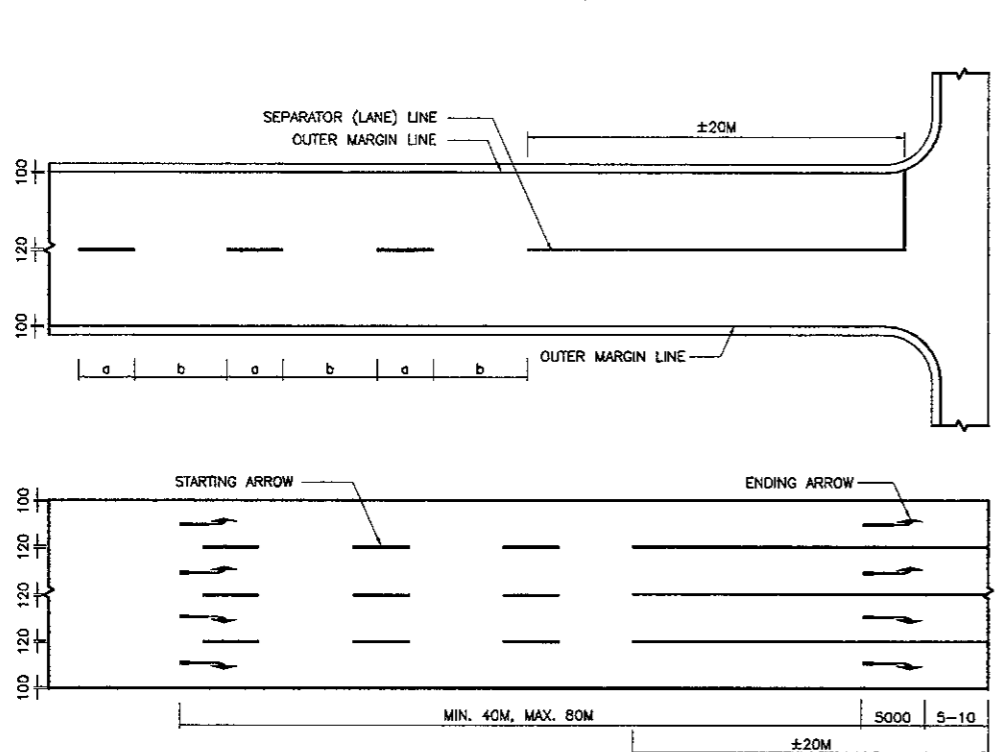 SEPARATOR (LANE) LINE
OUTER MARGIN LINE
±20M
100
120
100
OUTER MARGIN LINE
a b a b a b
STARTING ARROW
ENDING ARROW
100
120
120
120
100
MIN. 40M, MAX. 80M
5000
5-10
±20M